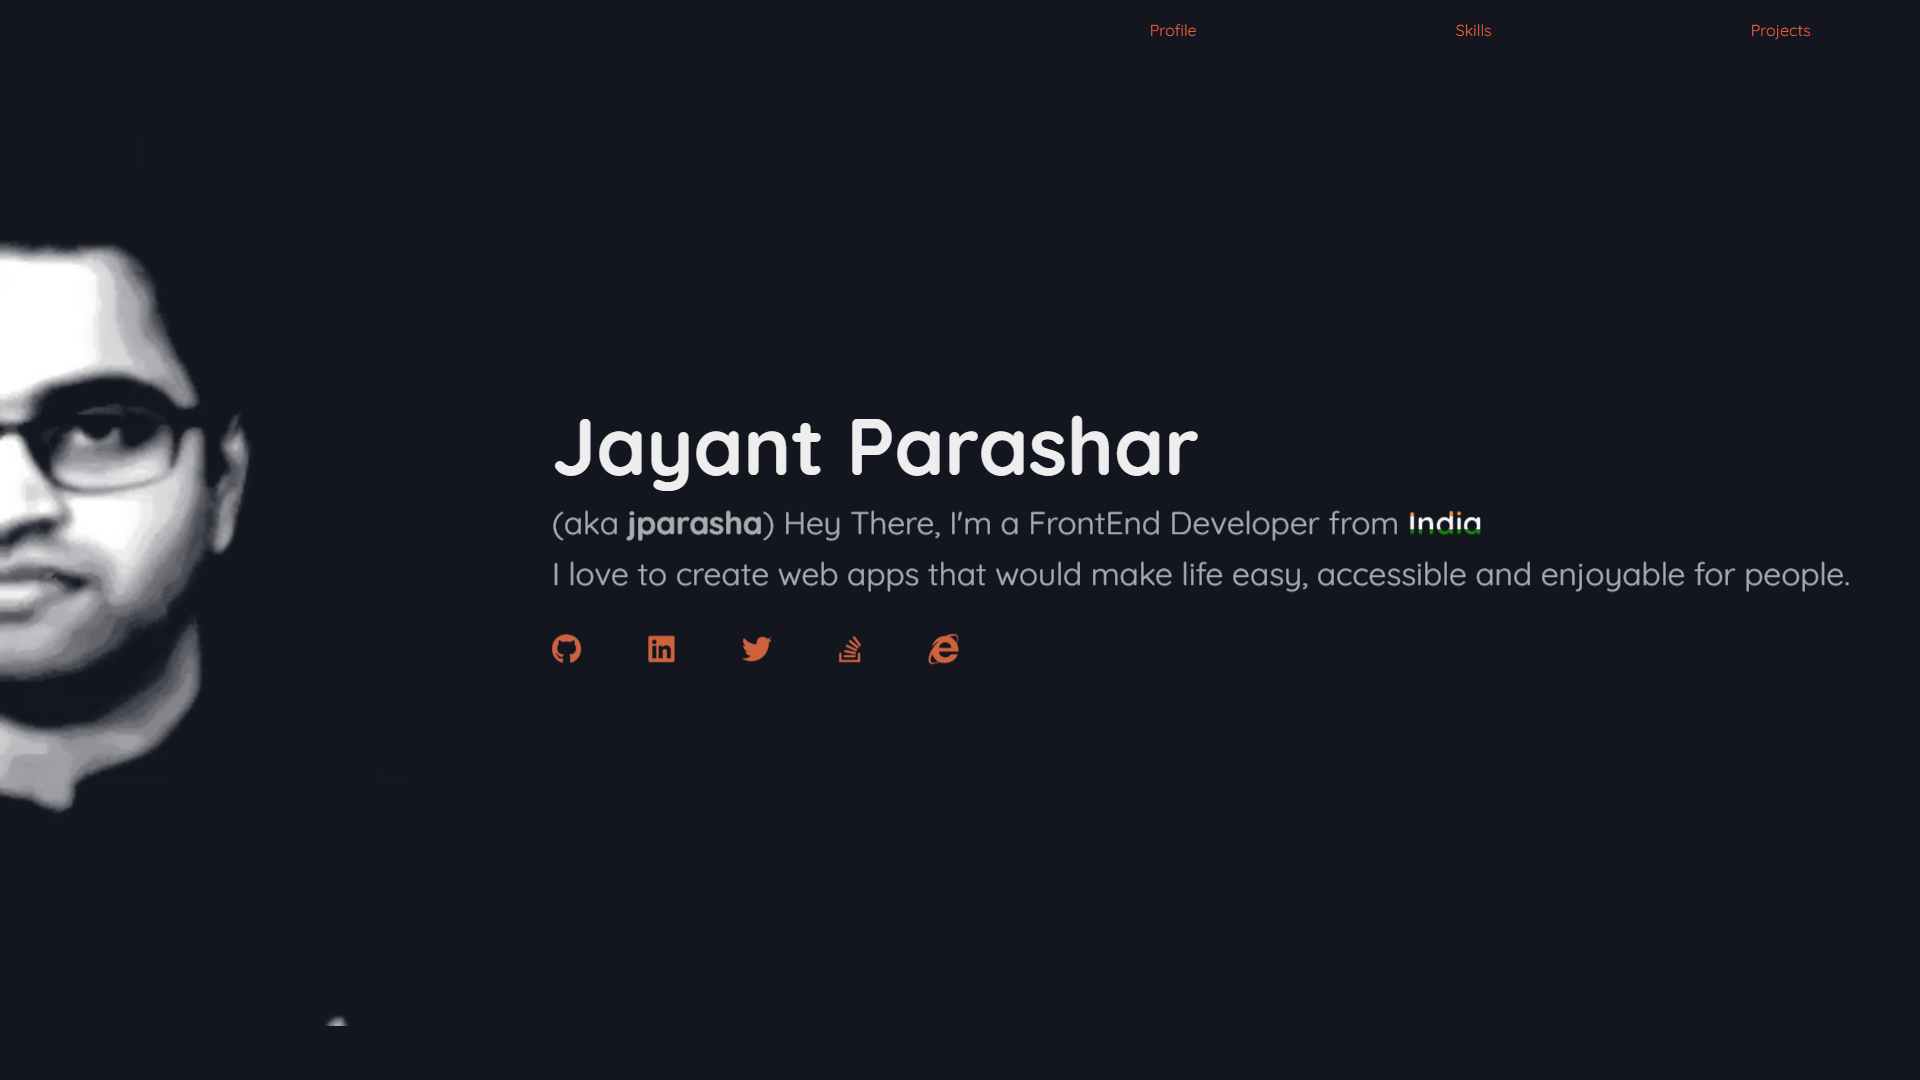 Profile Skills Projects
Jayant Parashar
(aka jparasha) Hey There, I'm a FrontEnd Developer from India
I love to create web apps that would make life easy, accessible and enjoyable for people.